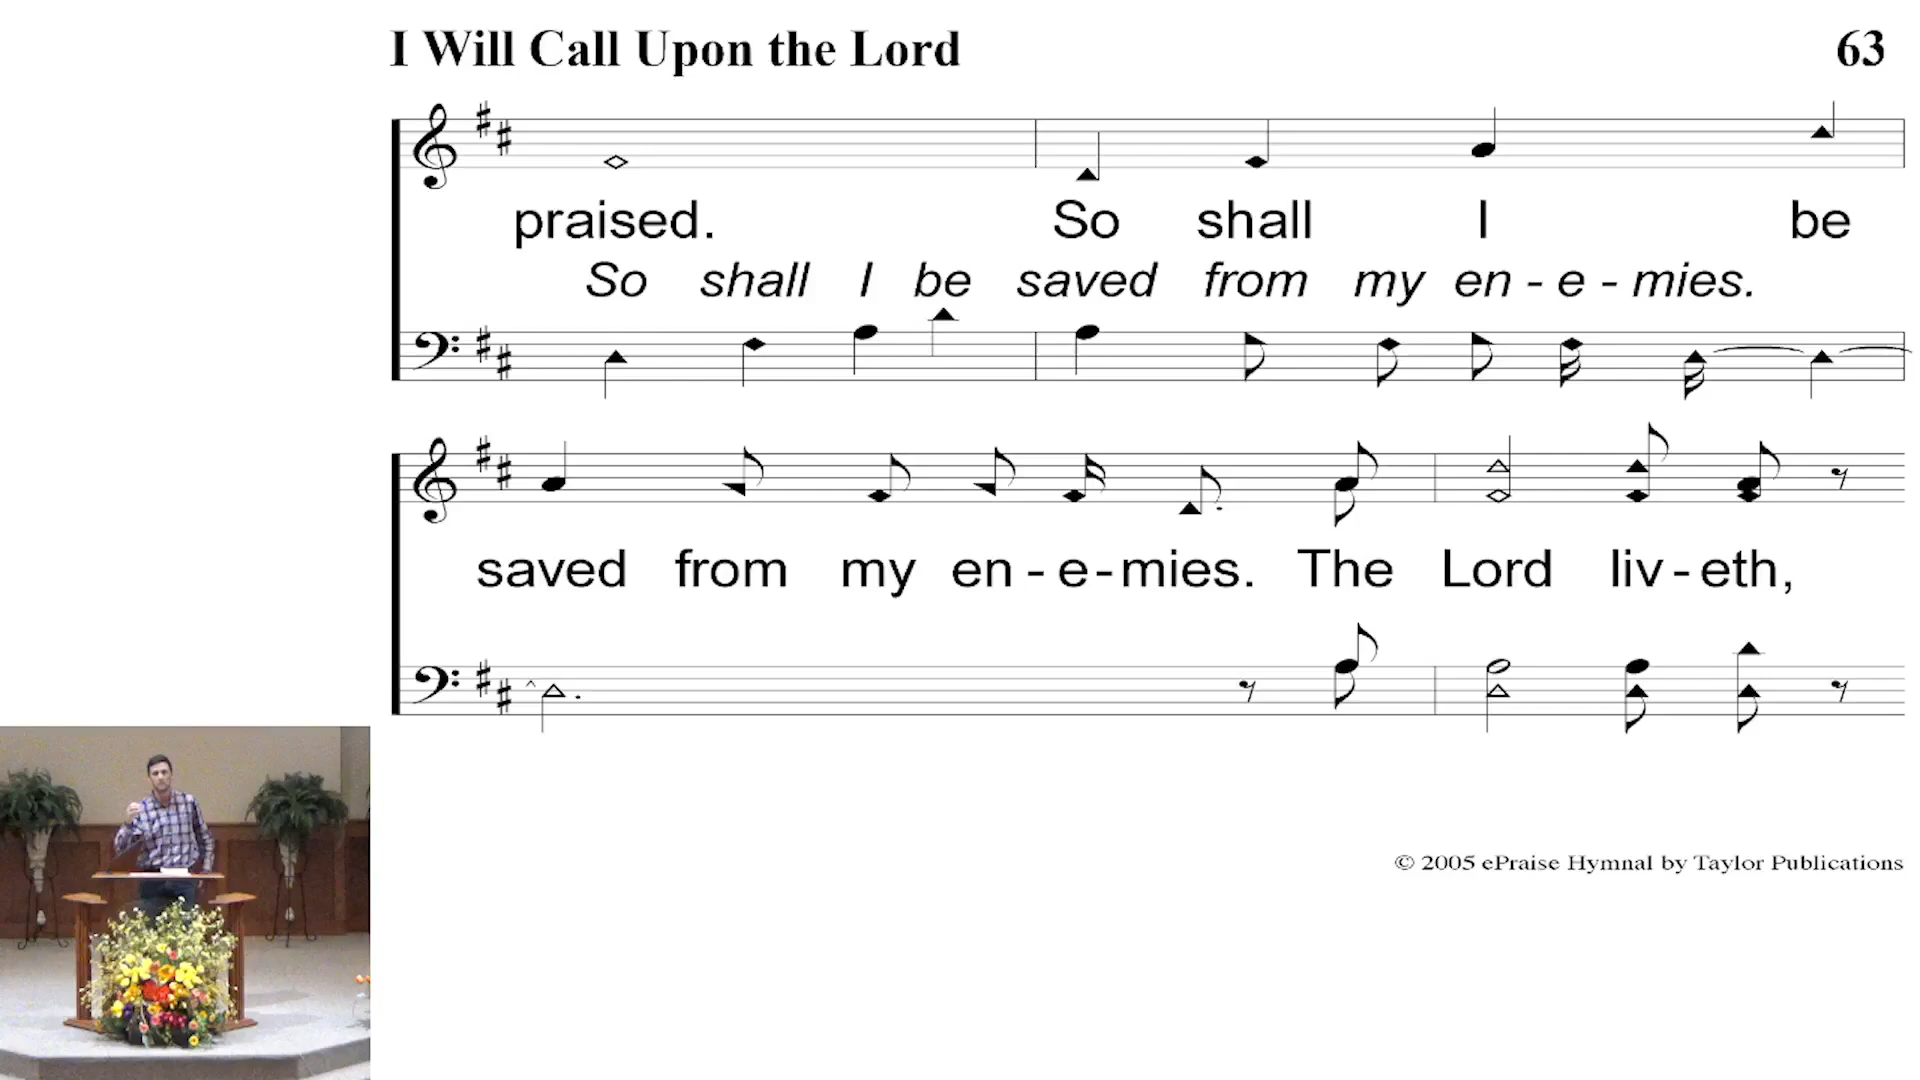 I Will Call Upon the Lord 63
praised. So shall I be
So shall I be saved from my en - e - mies.
saved from my en - e - mies. The Lord liv - eth,
© 2005 ePraise Hymnal by Taylor Publications